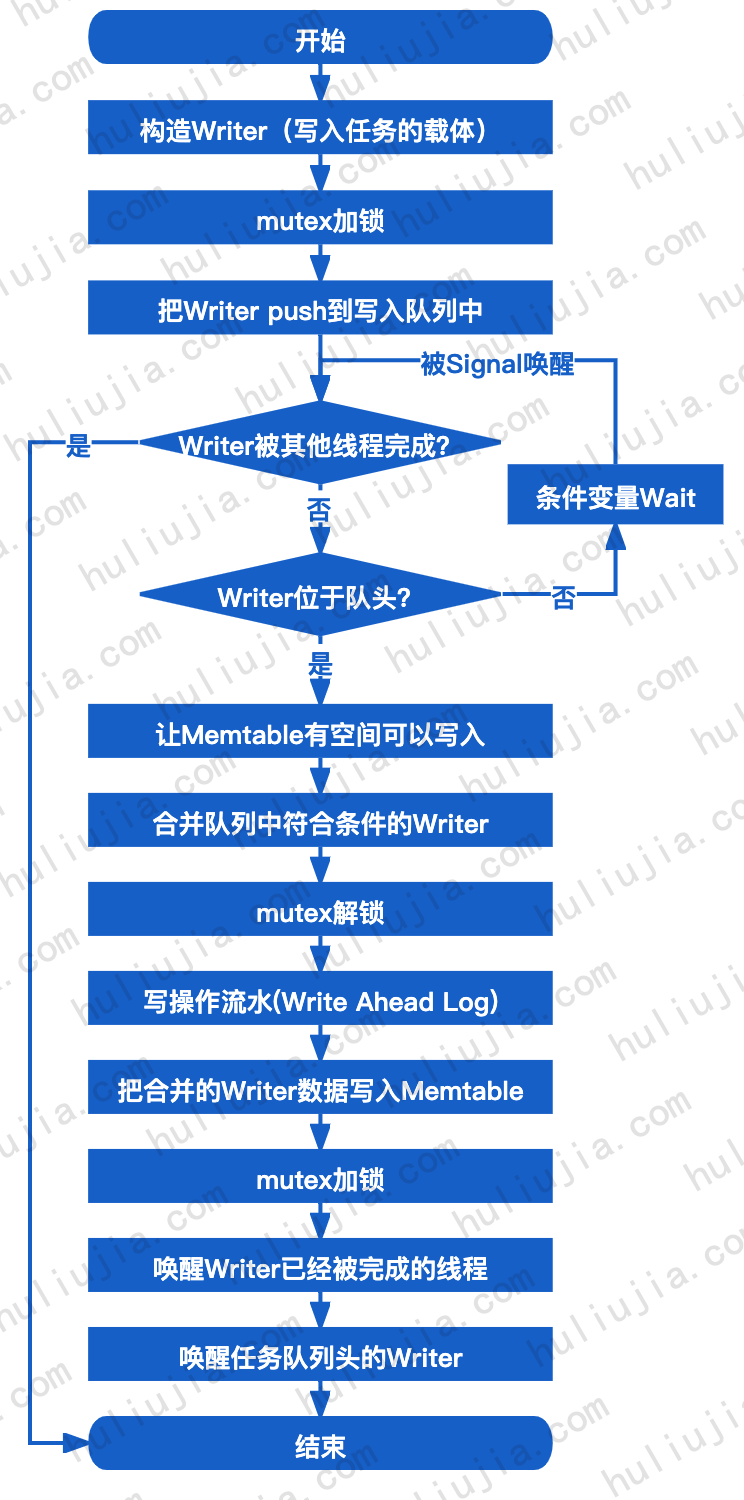 开始
构造Writer（写入任务的载体）
mutex加锁
把Writer push到写入队列中
被Signal唤醒
Writer被其他线程完成?
是
条件变量Wait
否
Writer位于队头?
否
是
让Memtable有空间可以写入
合并队列中符合条件的Writer
mutex解锁
写操作流水(Write Ahead Log)
把合并的Writer数据写入Memtable
mutex加锁
唤醒Writer已经被完成的线程
唤醒任务队列头的Writer
结束
huliujia.com